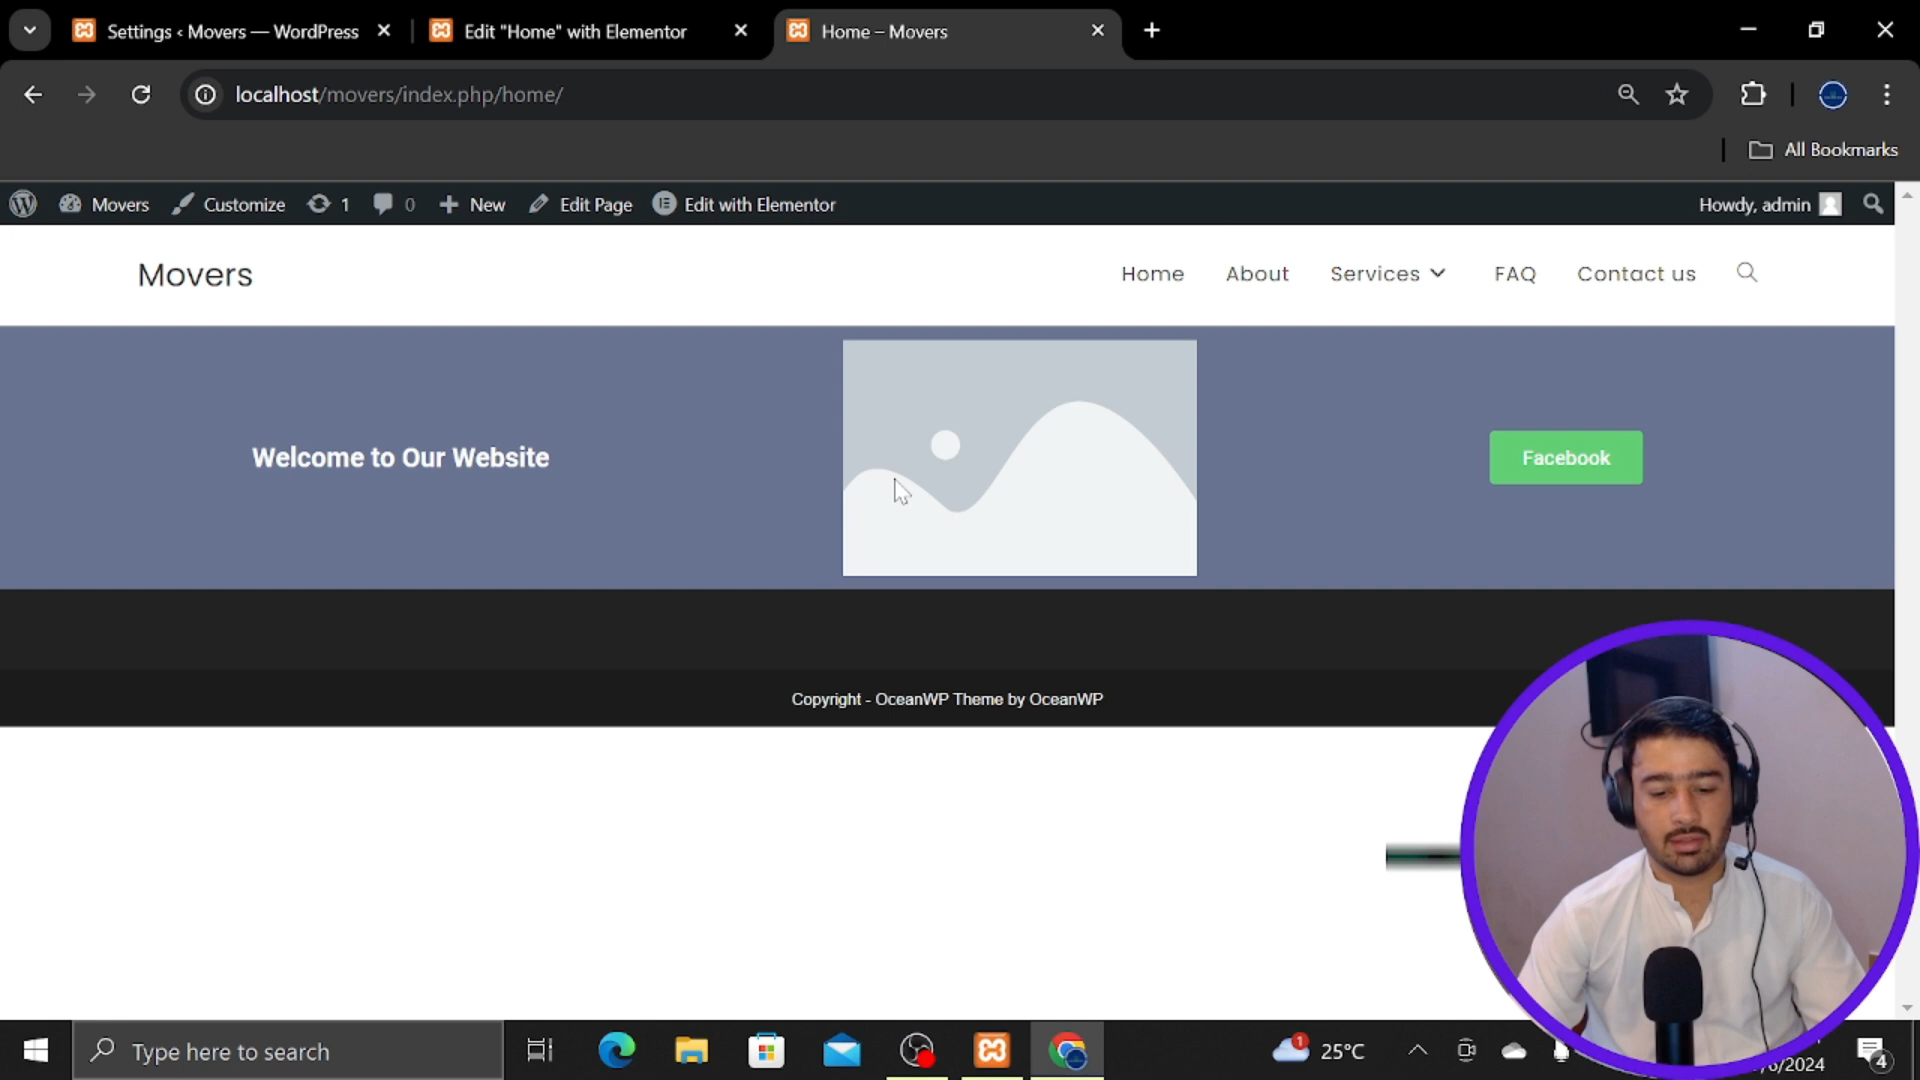 Settings ‹ Movers — WordPress
Edit "Home" with Elementor
Home – Movers
localhost/movers/index.php/home/
All Bookmarks
Movers
Customize
1
0
New
Edit Page
Edit with Elementor
Howdy, admin
Movers
Home
About
Services
FAQ
Contact us
Welcome to Our Website
Facebook
Copyright - OceanWP Theme by OceanWP
Type here to search
1
25°C
/2024
4